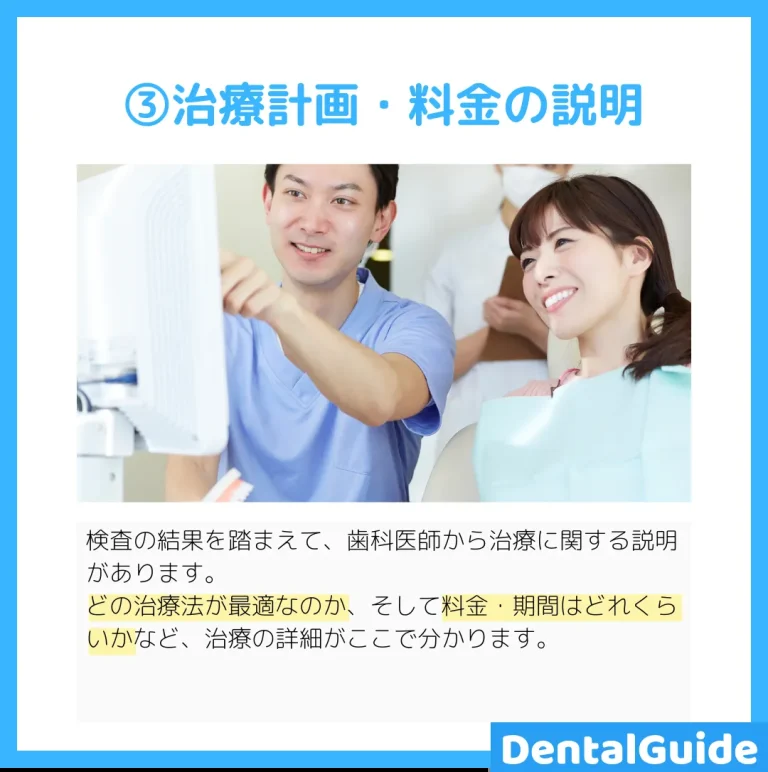 ③治療計画・料金の説明
検査の結果を踏まえて、歯科医師から治療に関する説明
があります。
どの治療法が最適なのか、そして料金・期間はどれくら
いかなど、治療の詳細がここで分かります。
DentalGuide